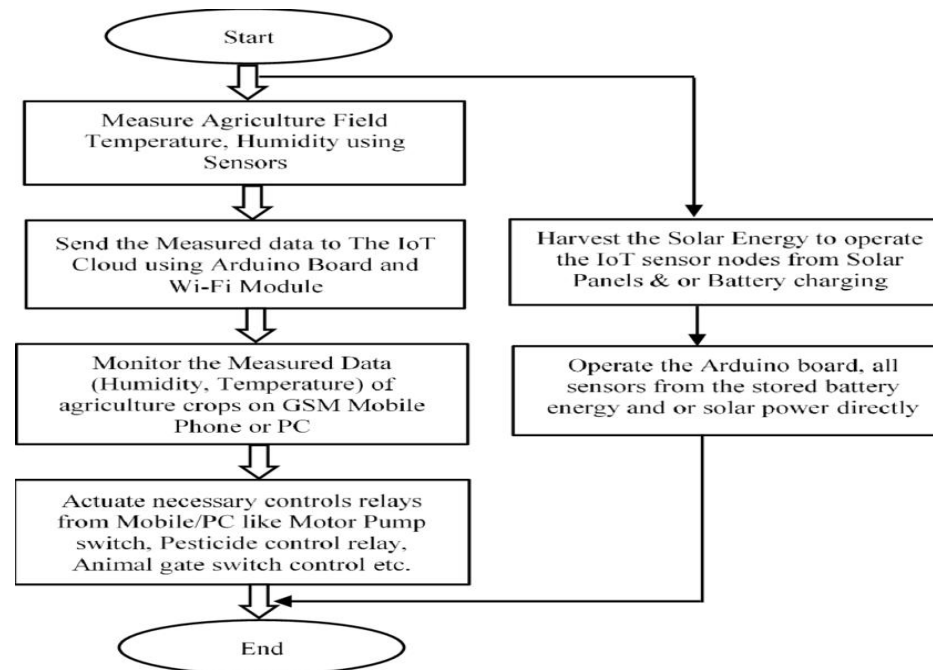 Start
Measure Agriculture Field
Temperature, Humidity using
Sensors
Send the Measured data to The IoT
Cloud using Arduino Board and
Wi-Fi Module
Monitor the Measured Data
(Humidity, Temperature) of
agriculture crops on GSM Mobile
Phone or PC
Actuate necessary controls relays
from Mobile/PC like Motor Pump
switch, Pesticide control relay,
Animal gate switch control etc.
Harvest the Solar Energy to operate
the IoT sensor nodes from Solar
Panels & or Battery charging
Operate the Arduino board, all
sensors from the stored battery
energy and or solar power directly
End